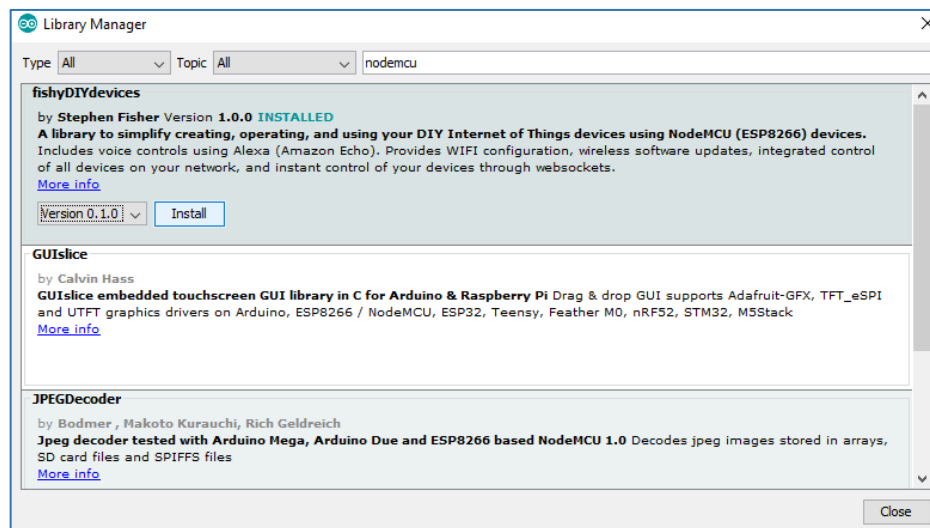 Library Manager
Type All Topic All nodemcu
fishyDIYdevices
by Stephen Fisher Version 1.0.0 INSTALLED
A library to simplify creating, operating, and using your DIY Internet of Things devices using NodeMCU (ESP8266) devices.
Includes voice controls using Alexa (Amazon Echo). Provides WIFI configuration, wireless software updates, integrated control
of all devices on your network, and instant control of your devices through websockets.
More info
Version 0.1.0 Install
GUIslice
by Calvin Hass
GUIslice embedded touchscreen GUI library in C for Arduino & Raspberry Pi Drag & drop GUI supports Adafruit-GFX, TFT_eSPI
and UTFT graphics drivers on Arduino, ESP8266 / NodeMCU, ESP32, Teensy, Feather M0, nRF52, STM32, M5Stack
More info
JPEGDecoder
by Bodmer , Makoto Kurauchi, Rich Geldreich
Jpeg decoder tested with Arduino Mega, Arduino Due and ESP8266 based NodeMCU 1.0 Decodes jpeg images stored in arrays,
SD card files and SPIFFS files
More info
Close